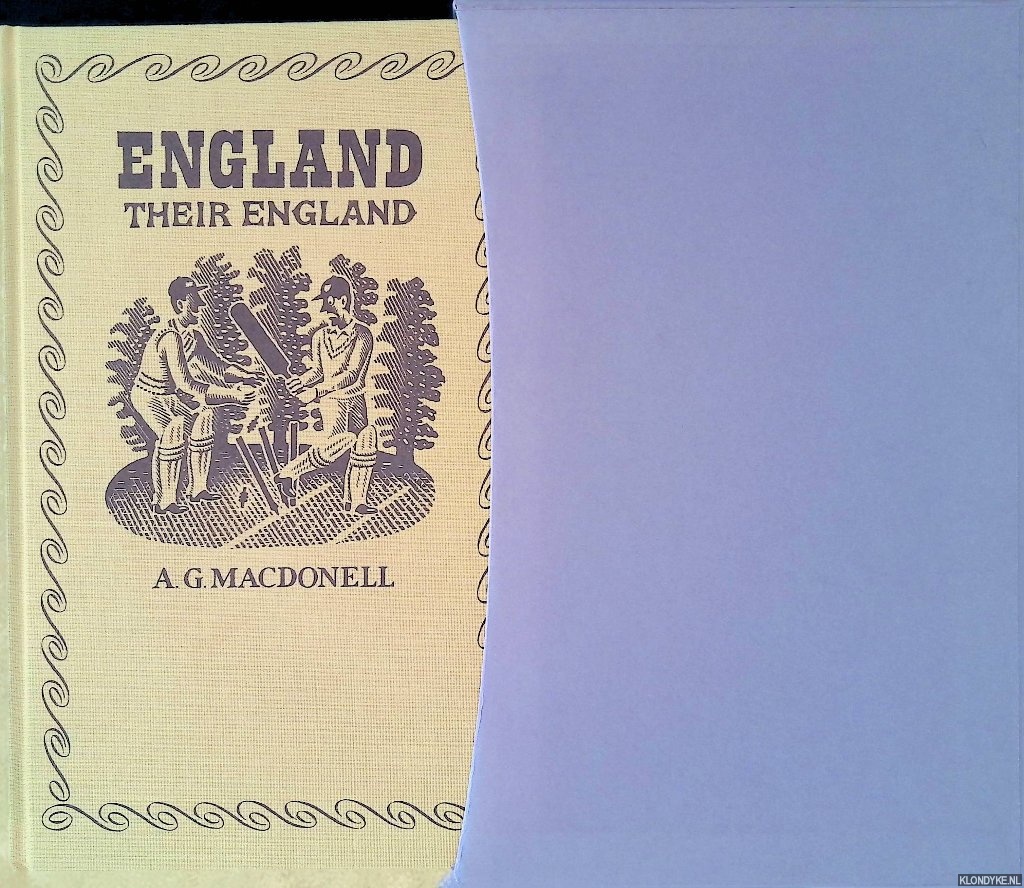 ENGLAND
THEIR ENGLAND
A. G. MACDONELL
KLONDYKE.NL